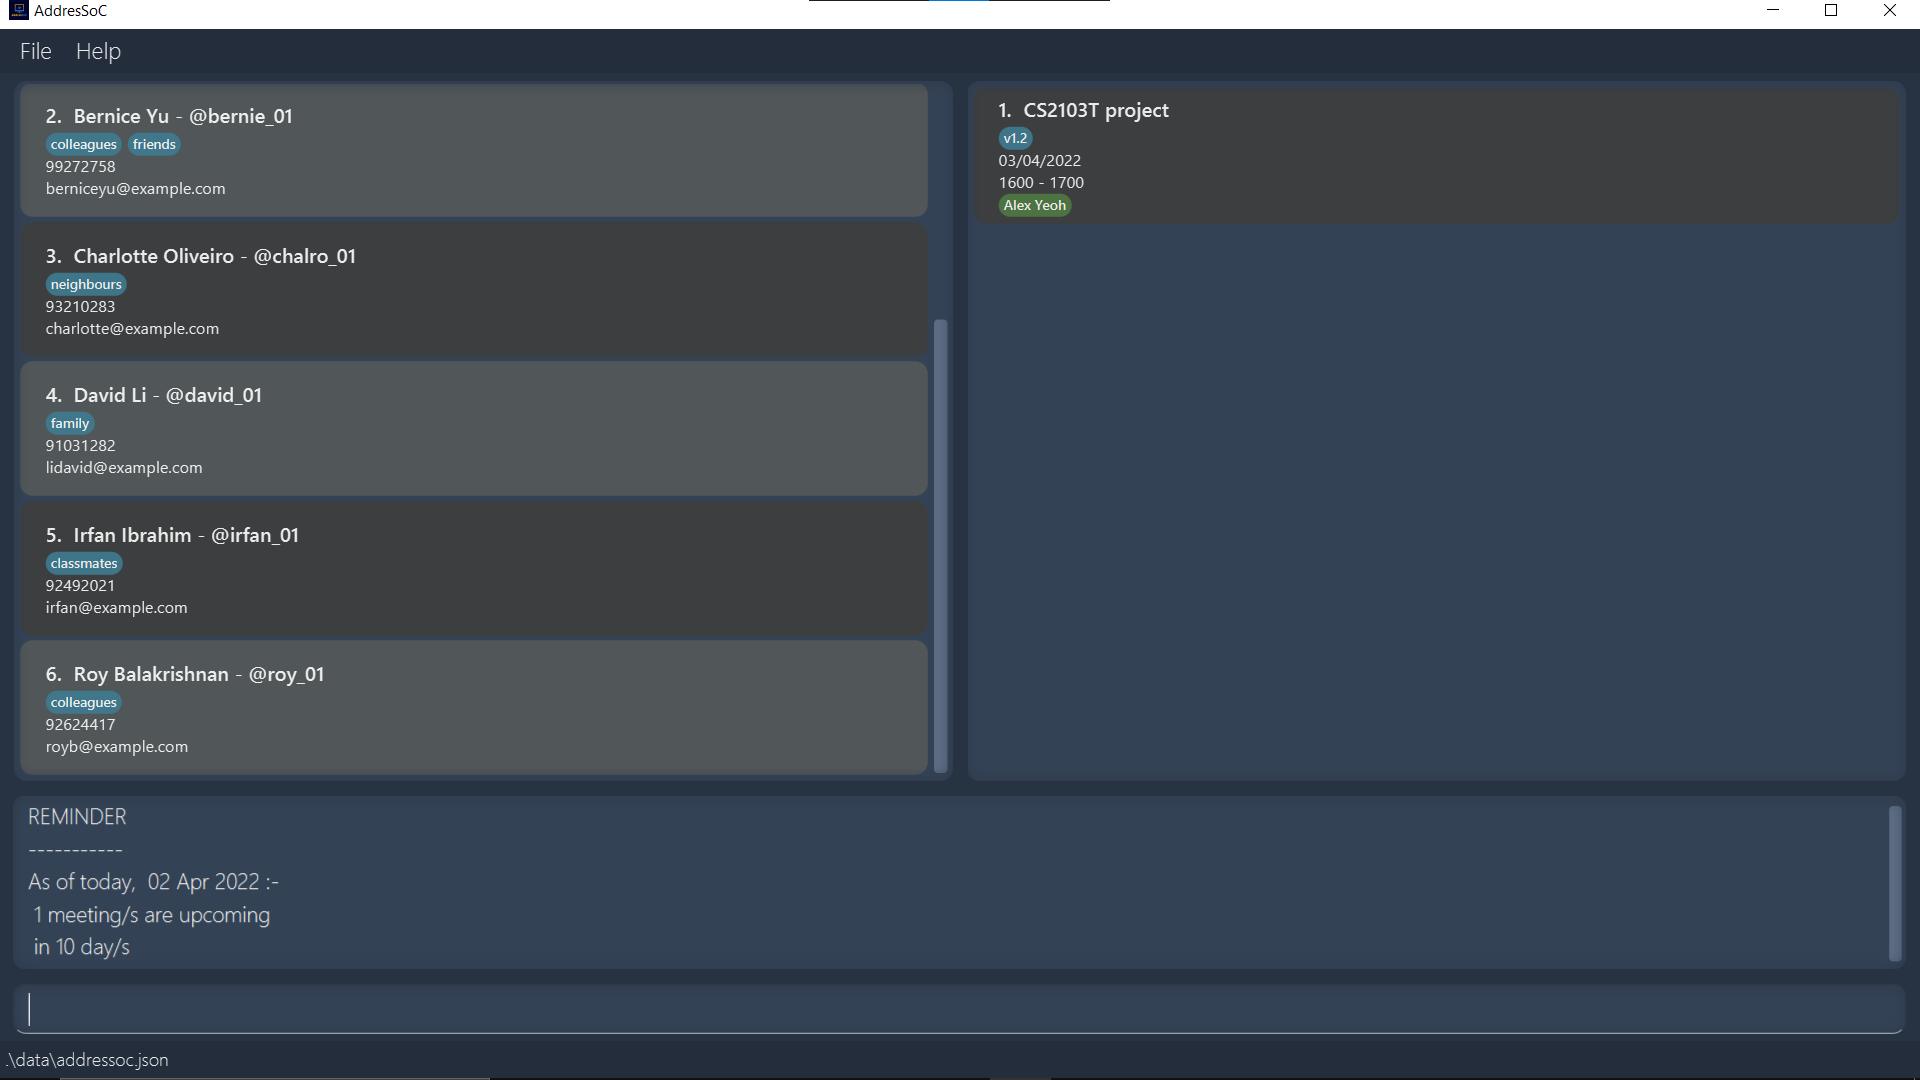 AddresSoC
File Help
2. Bernice Yu - @bernie_01
colleagues friends
99272758
berniceyu@example.com
3. Charlotte Oliveiro - @chalro_01
neighbours
93210283
charlotte@example.com
4. David Li - @david_01
family
91031282
lidavid@example.com
5. Irfan Ibrahim - @irfan_01
classmates
92492021
irfan@example.com
6. Roy Balakrishnan - @roy_01
colleagues
92624417
royb@example.com
1. CS2103T project
v1.2
03/04/2022
1600 - 1700
Alex Yeoh
REMINDER
-----------
As of today, 02 Apr 2022 :-
1 meeting/s are upcoming
in 10 day/s
.\data\addressoc.json